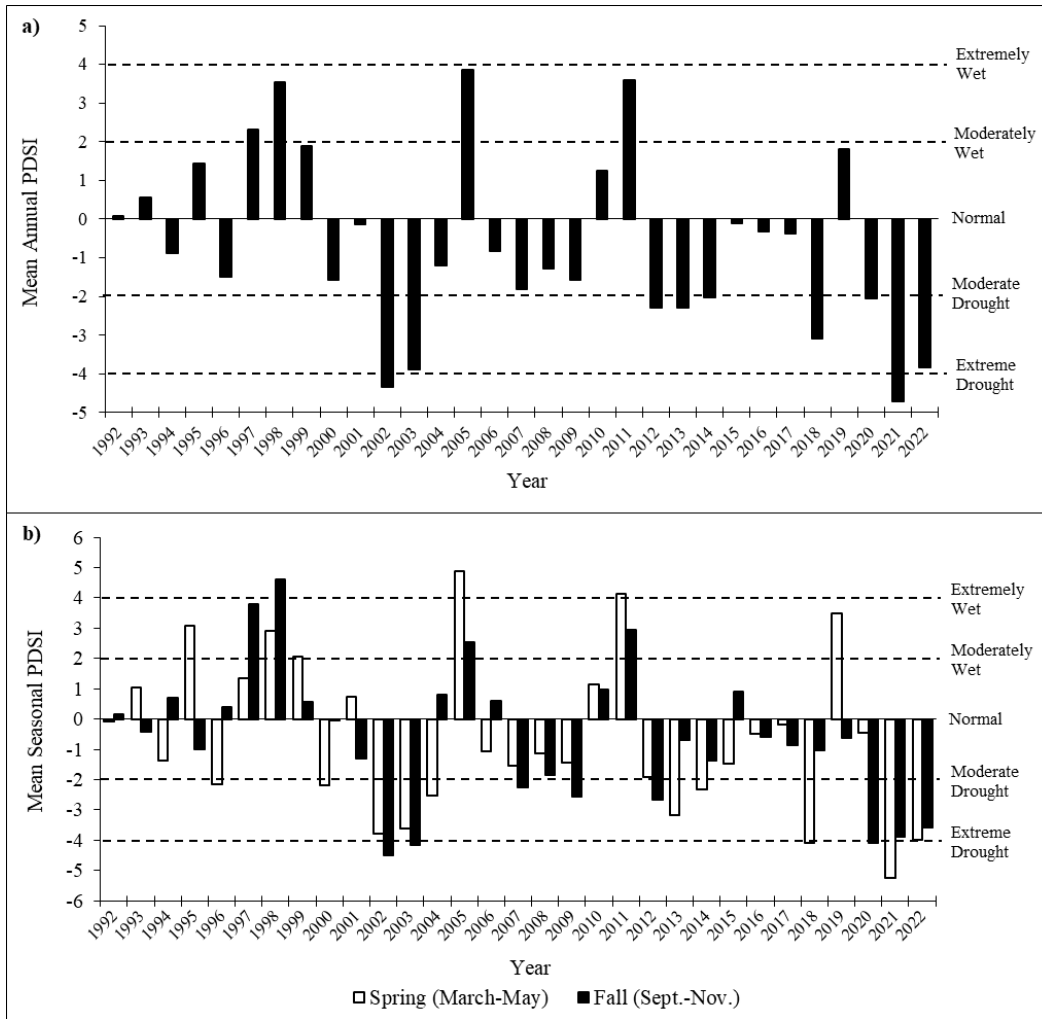 a)
Mean Annual PDSI
5
4
3
2
1
0
-1
-2
-3
-4
-5
Extremely
Wet
Moderately
Wet
Normal
Moderate
Drought
Extreme
Drought
1992 1993 1994 1995 1996 1997 1998 1999 2000 2001 2002 2003 2004 2005 2006 2007 2008 2009 2010 2011 2012 2013 2014 2015 2016 2017 2018 2019 2020 2021 2022
Year
b)
Mean Seasonal PDSI
6
5
4
3
2
1
0
-1
-2
-3
-4
-5
-6
Extremely
Wet
Moderately
Wet
Normal
Moderate
Drought
Extreme
Drought
1992 1993 1994 1995 1996 1997 1998 1999 2000 2001 2002 2003 2004 2005 2006 2007 2008 2009 2010 2011 2012 2013 2014 2015 2016 2017 2018 2019 2020 2021 2022
Year
Spring (March-May) Fall (Sept.-Nov.)